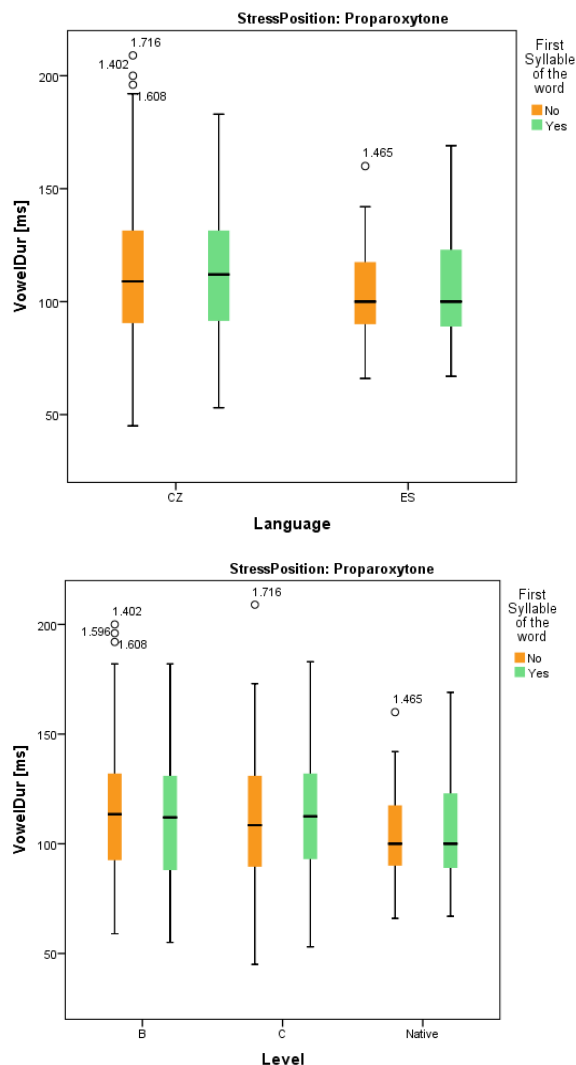 StressPosition: Proparoxytone
First
Syllable
of the
word
No
Yes
VowelDur [ms]
200
150
100
50
1.716
1.402
1.608
1.465
CZ
ES
Language
StressPosition: Proparoxytone
First
Syllable
of the
word
No
Yes
VowelDur [ms]
200
150
100
50
1.402
1.596
1.608
1.716
1.465
B
C
Native
Level